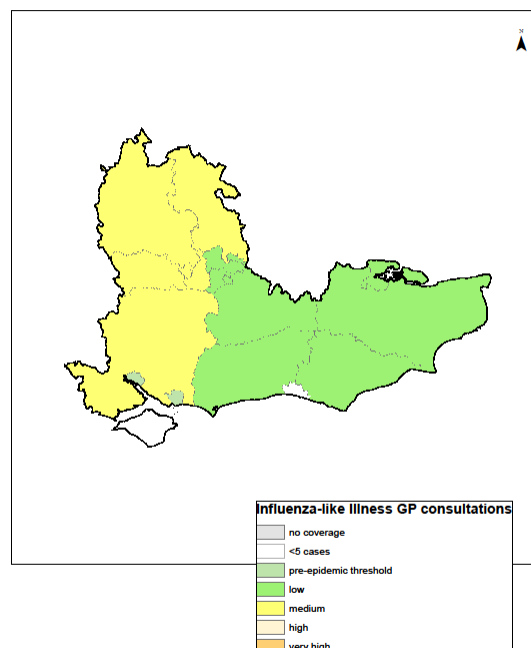 N
Influenza-like Illness GP consultations
no coverage
<5 cases
pre-epidemic threshold
low
medium
high
very high